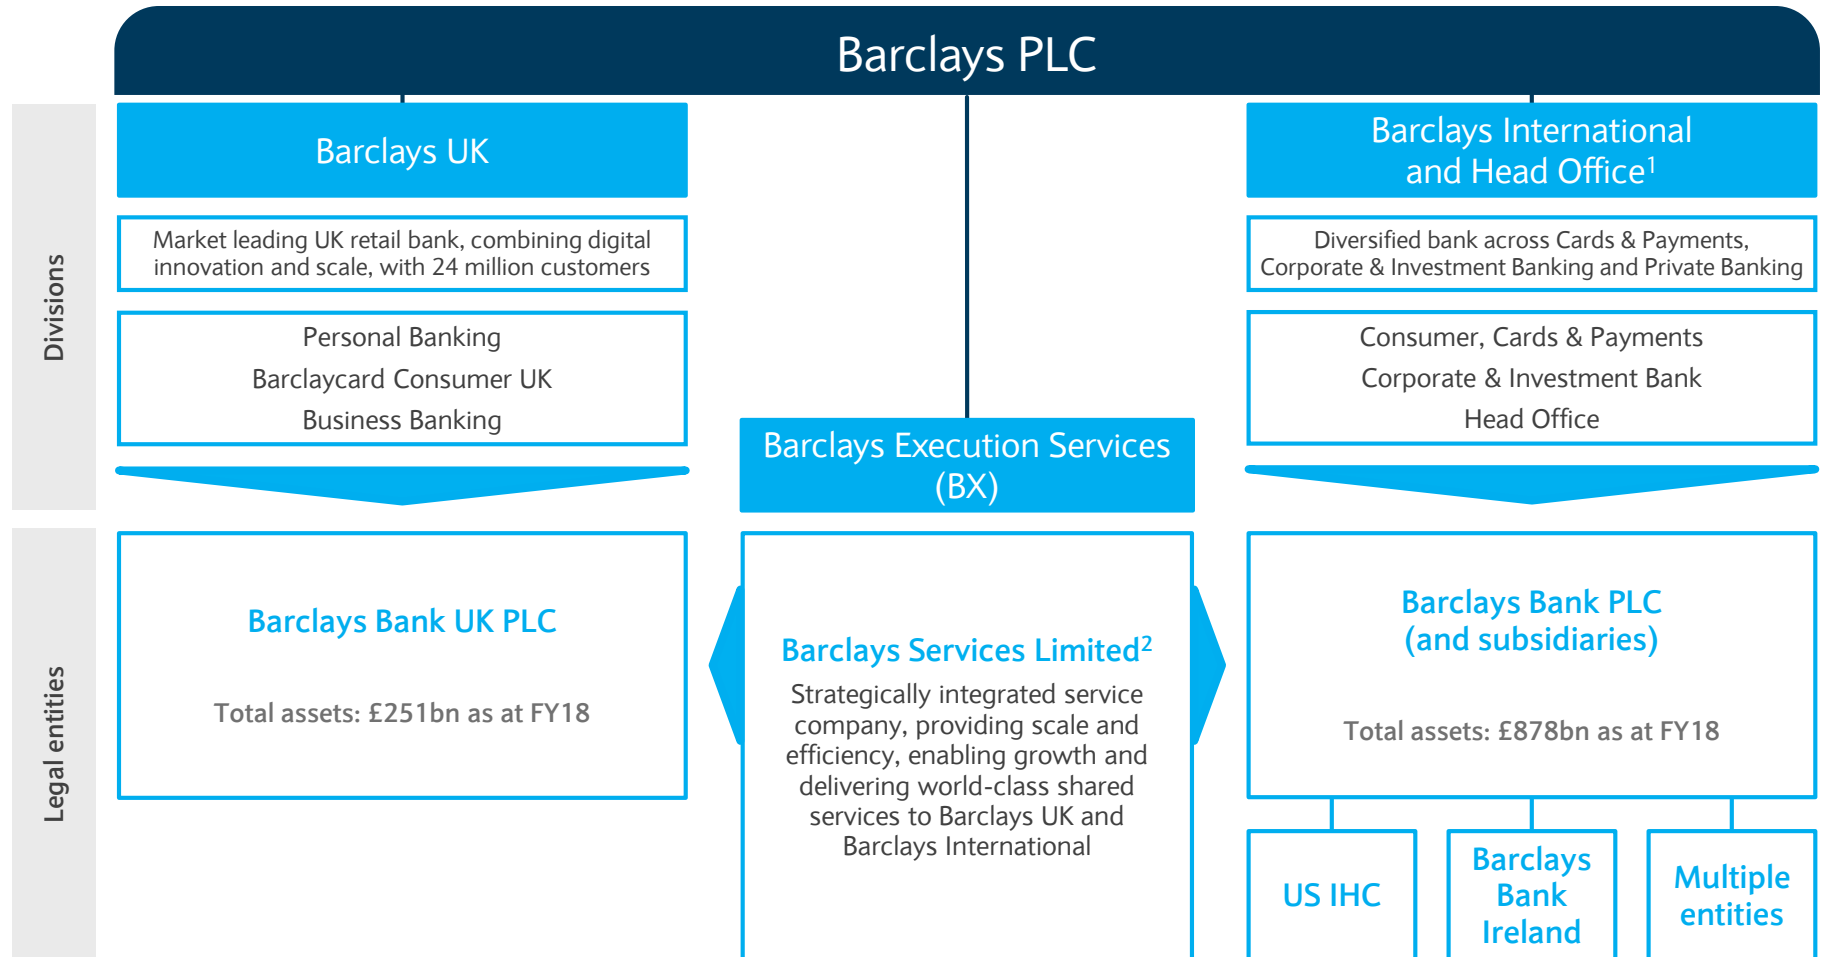 Barclays PLC
Divisions
Barclays UK
Market leading UK retail bank, combining digital
innovation and scale, with 24 million customers
Personal Banking
Barclaycard Consumer UK
Business Banking
Barclays Execution Services
(BX)
Barclays International
and Head Office¹
Diversified bank across Cards & Payments,
Corporate & Investment Banking and Private Banking
Consumer, Cards & Payments
Corporate & Investment Bank
Head Office
Legal entities
Barclays Bank UK PLC
Total assets: £251bn as at FY18
Barclays Services Limited²
Strategically integrated service
company, providing scale and
efficiency, enabling growth and
delivering world-class shared
services to Barclays UK and
Barclays International
Barclays Bank PLC
(and subsidiaries)
Total assets: £878bn as at FY18
US IHC
Barclays
Bank
Ireland
Multiple
entities